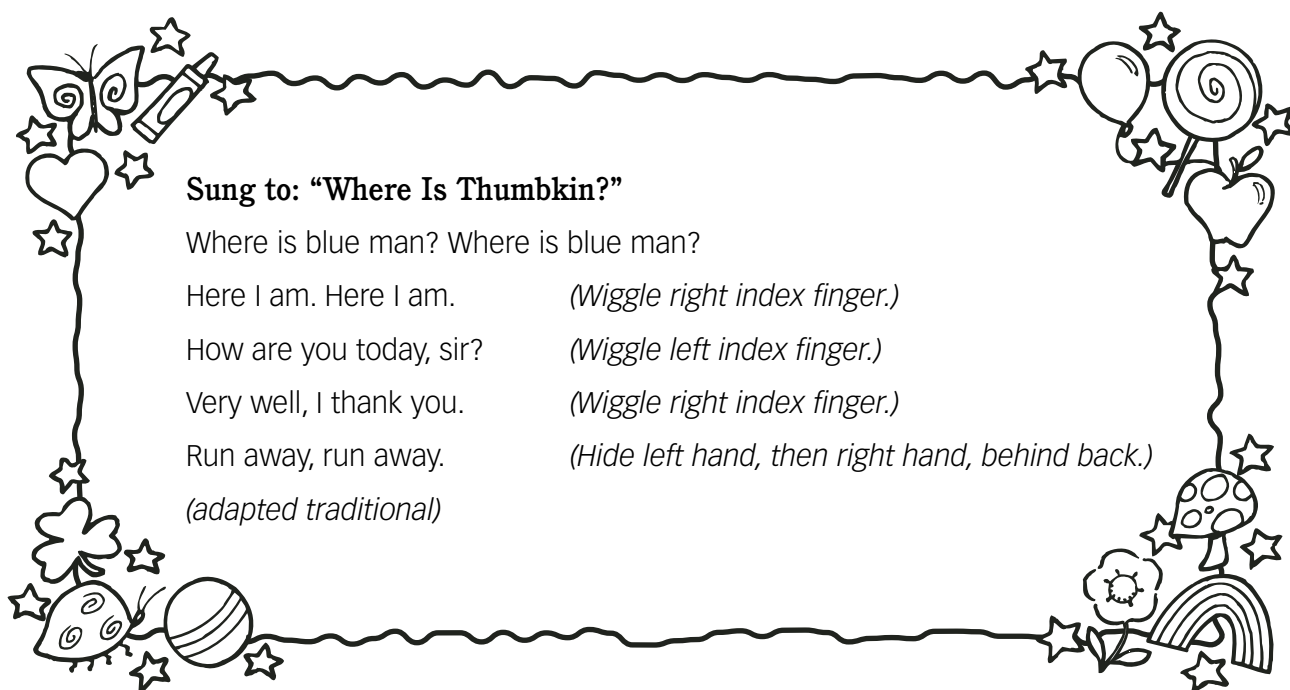 Sung to: “Where Is Thumbkin?”
Where is blue man? Where is blue man?
Here I am. Here I am. (Wiggle right index finger.)
How are you today, sir? (Wiggle left index finger.)
Very well, I thank you. (Wiggle right index finger.)
Run away, run away. (Hide left hand, then right hand, behind back.)
(adapted traditional)